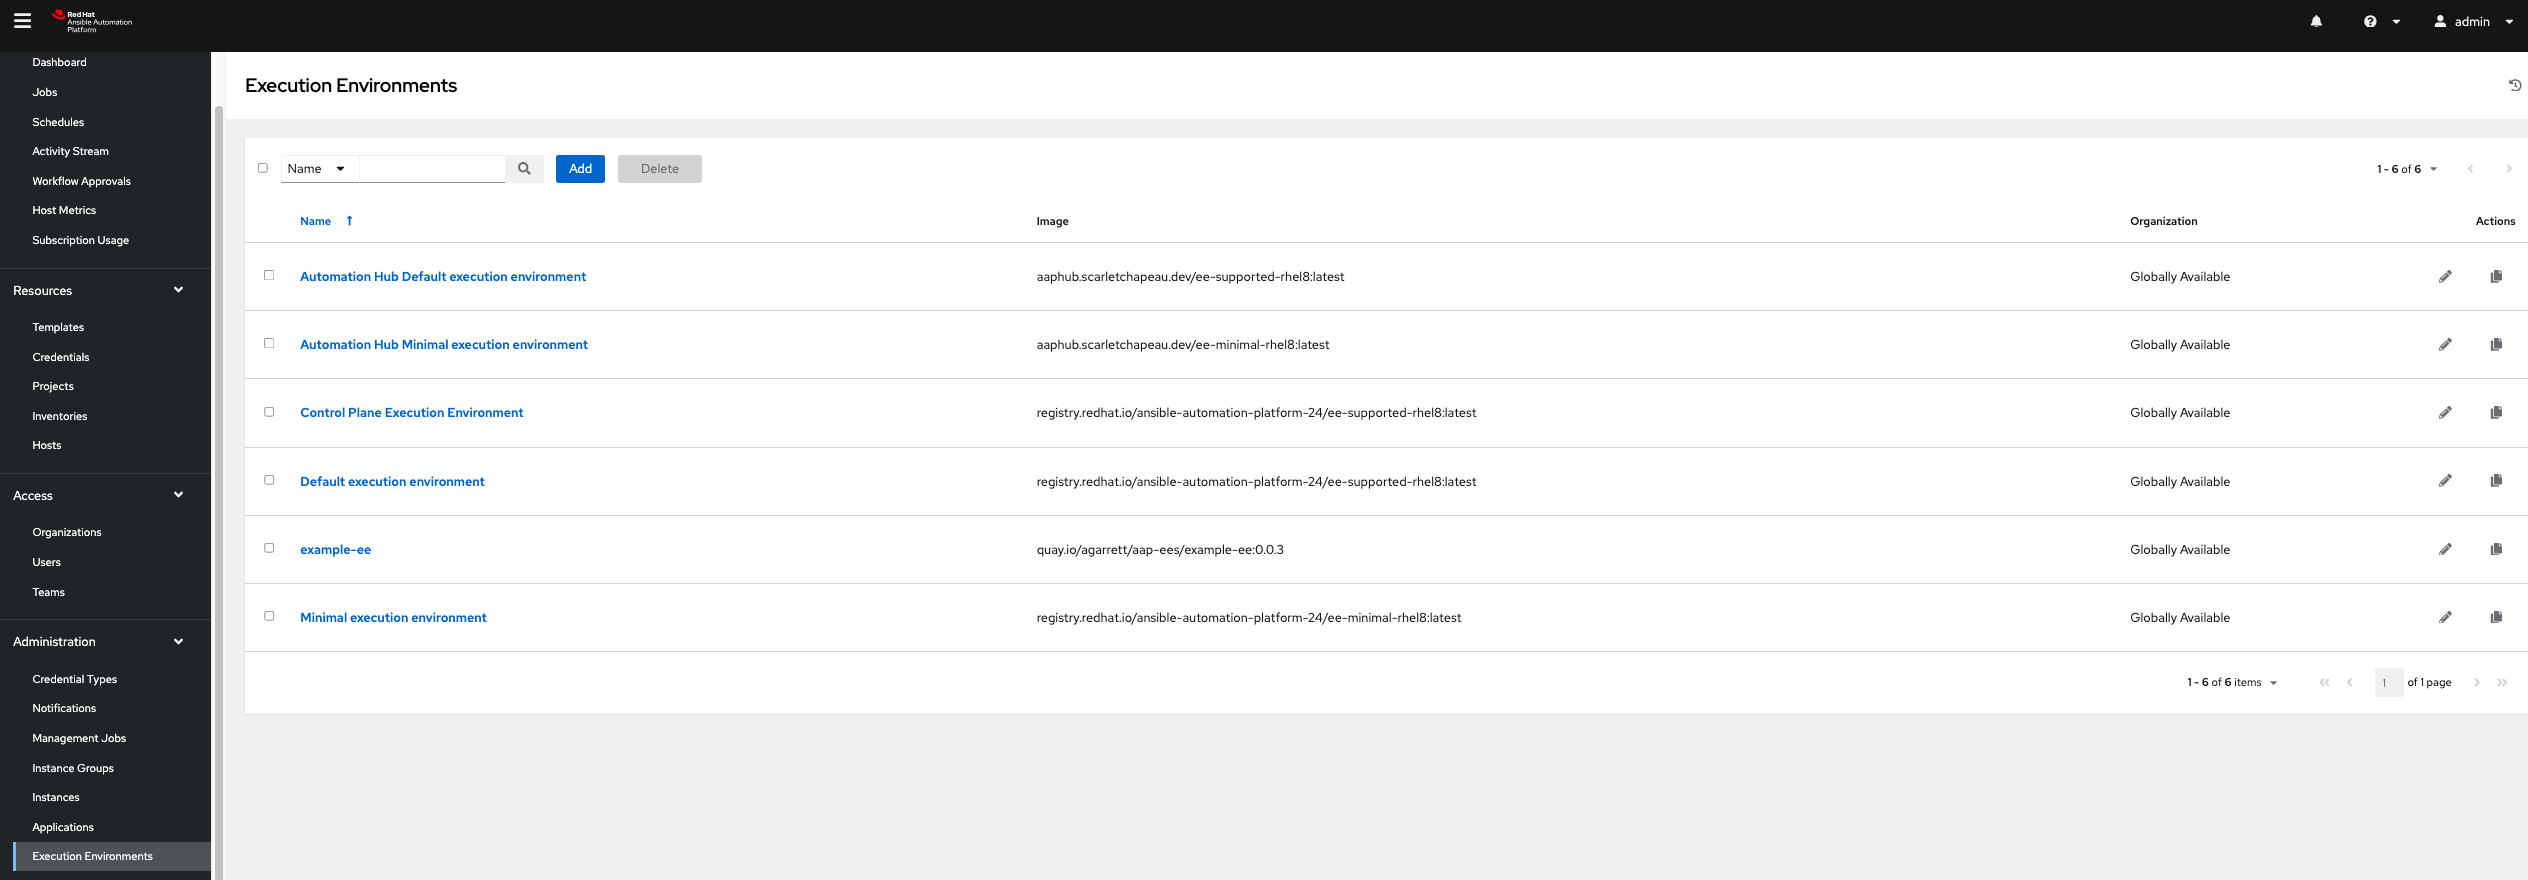 Red Hat
Ansible Automation
Platform
admin
Dashboard
Jobs
Schedules
Activity Stream
Workflow Approvals
Host Metrics
Subscription Usage
Resources
Templates
Credentials
Projects
Inventories
Hosts
Access
Organizations
Users
Teams
Administration
Credential Types
Notifications
Management Jobs
Instance Groups
Instances
Applications
Execution Environments
Execution Environments
Name Add Delete 1 - 6 of 6
Name Image Organization Actions
Automation Hub Default execution environment aaphub.scarletchapeau.dev/ee-supported-rhel8:latest Globally Available
Automation Hub Minimal execution environment aaphub.scarletchapeau.dev/ee-minimal-rhel8:latest Globally Available
Control Plane Execution Environment registry.redhat.io/ansible-automation-platform-24/ee-supported-rhel8:latest Globally Available
Default execution environment registry.redhat.io/ansible-automation-platform-24/ee-supported-rhel8:latest Globally Available
example-ee quay.io/agarrett/aap-ees/example-ee:0.0.3 Globally Available
Minimal execution environment registry.redhat.io/ansible-automation-platform-24/ee-minimal-rhel8:latest Globally Available
1 - 6 of 6 items 1 of 1 page